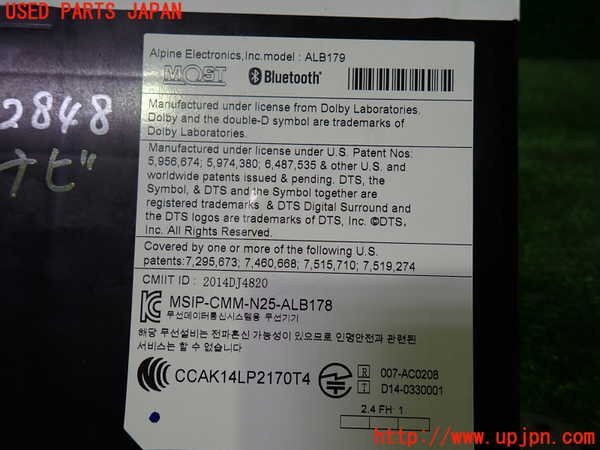 USED PARTS JAPAN
Alpine Electronics,Inc.model : ALB179
MOST Bluetooth®
Manufactured under license from Dolby Laboratories.
Dolby and the double-D symbol are trademarks of
Dolby Laboratories.
Manufactured under license under U.S. Patent Nos:
5,956,674; 5,974,380; 6,487,535 & other U.S. and
worldwide patents issued & pending. DTS, the
Symbol, & DTS and the Symbol together are
registered trademarks & DTS Digital Surround and
the DTS logos are trademarks of DTS, Inc. ©DTS,
Inc. All Rights Reserved.
Covered by one or more of the following U.S.
patents:7,295,673; 7,460,668; 7,515,710; 7,519,274
CMIIT ID : 2014DJ4820
MSIP-CMM-N25-ALB178
무선데이터통신시스템용 무선기기
해당 무선설비는 전파혼신 가능성이 있으므로 인명안전과 관련된
서비스는 할 수 없음
CCAK14LP2170T4
R 007-AC0208
T D14-0330001
2.4 FH 1
2848
ナビ
http://www.upjpn.com/